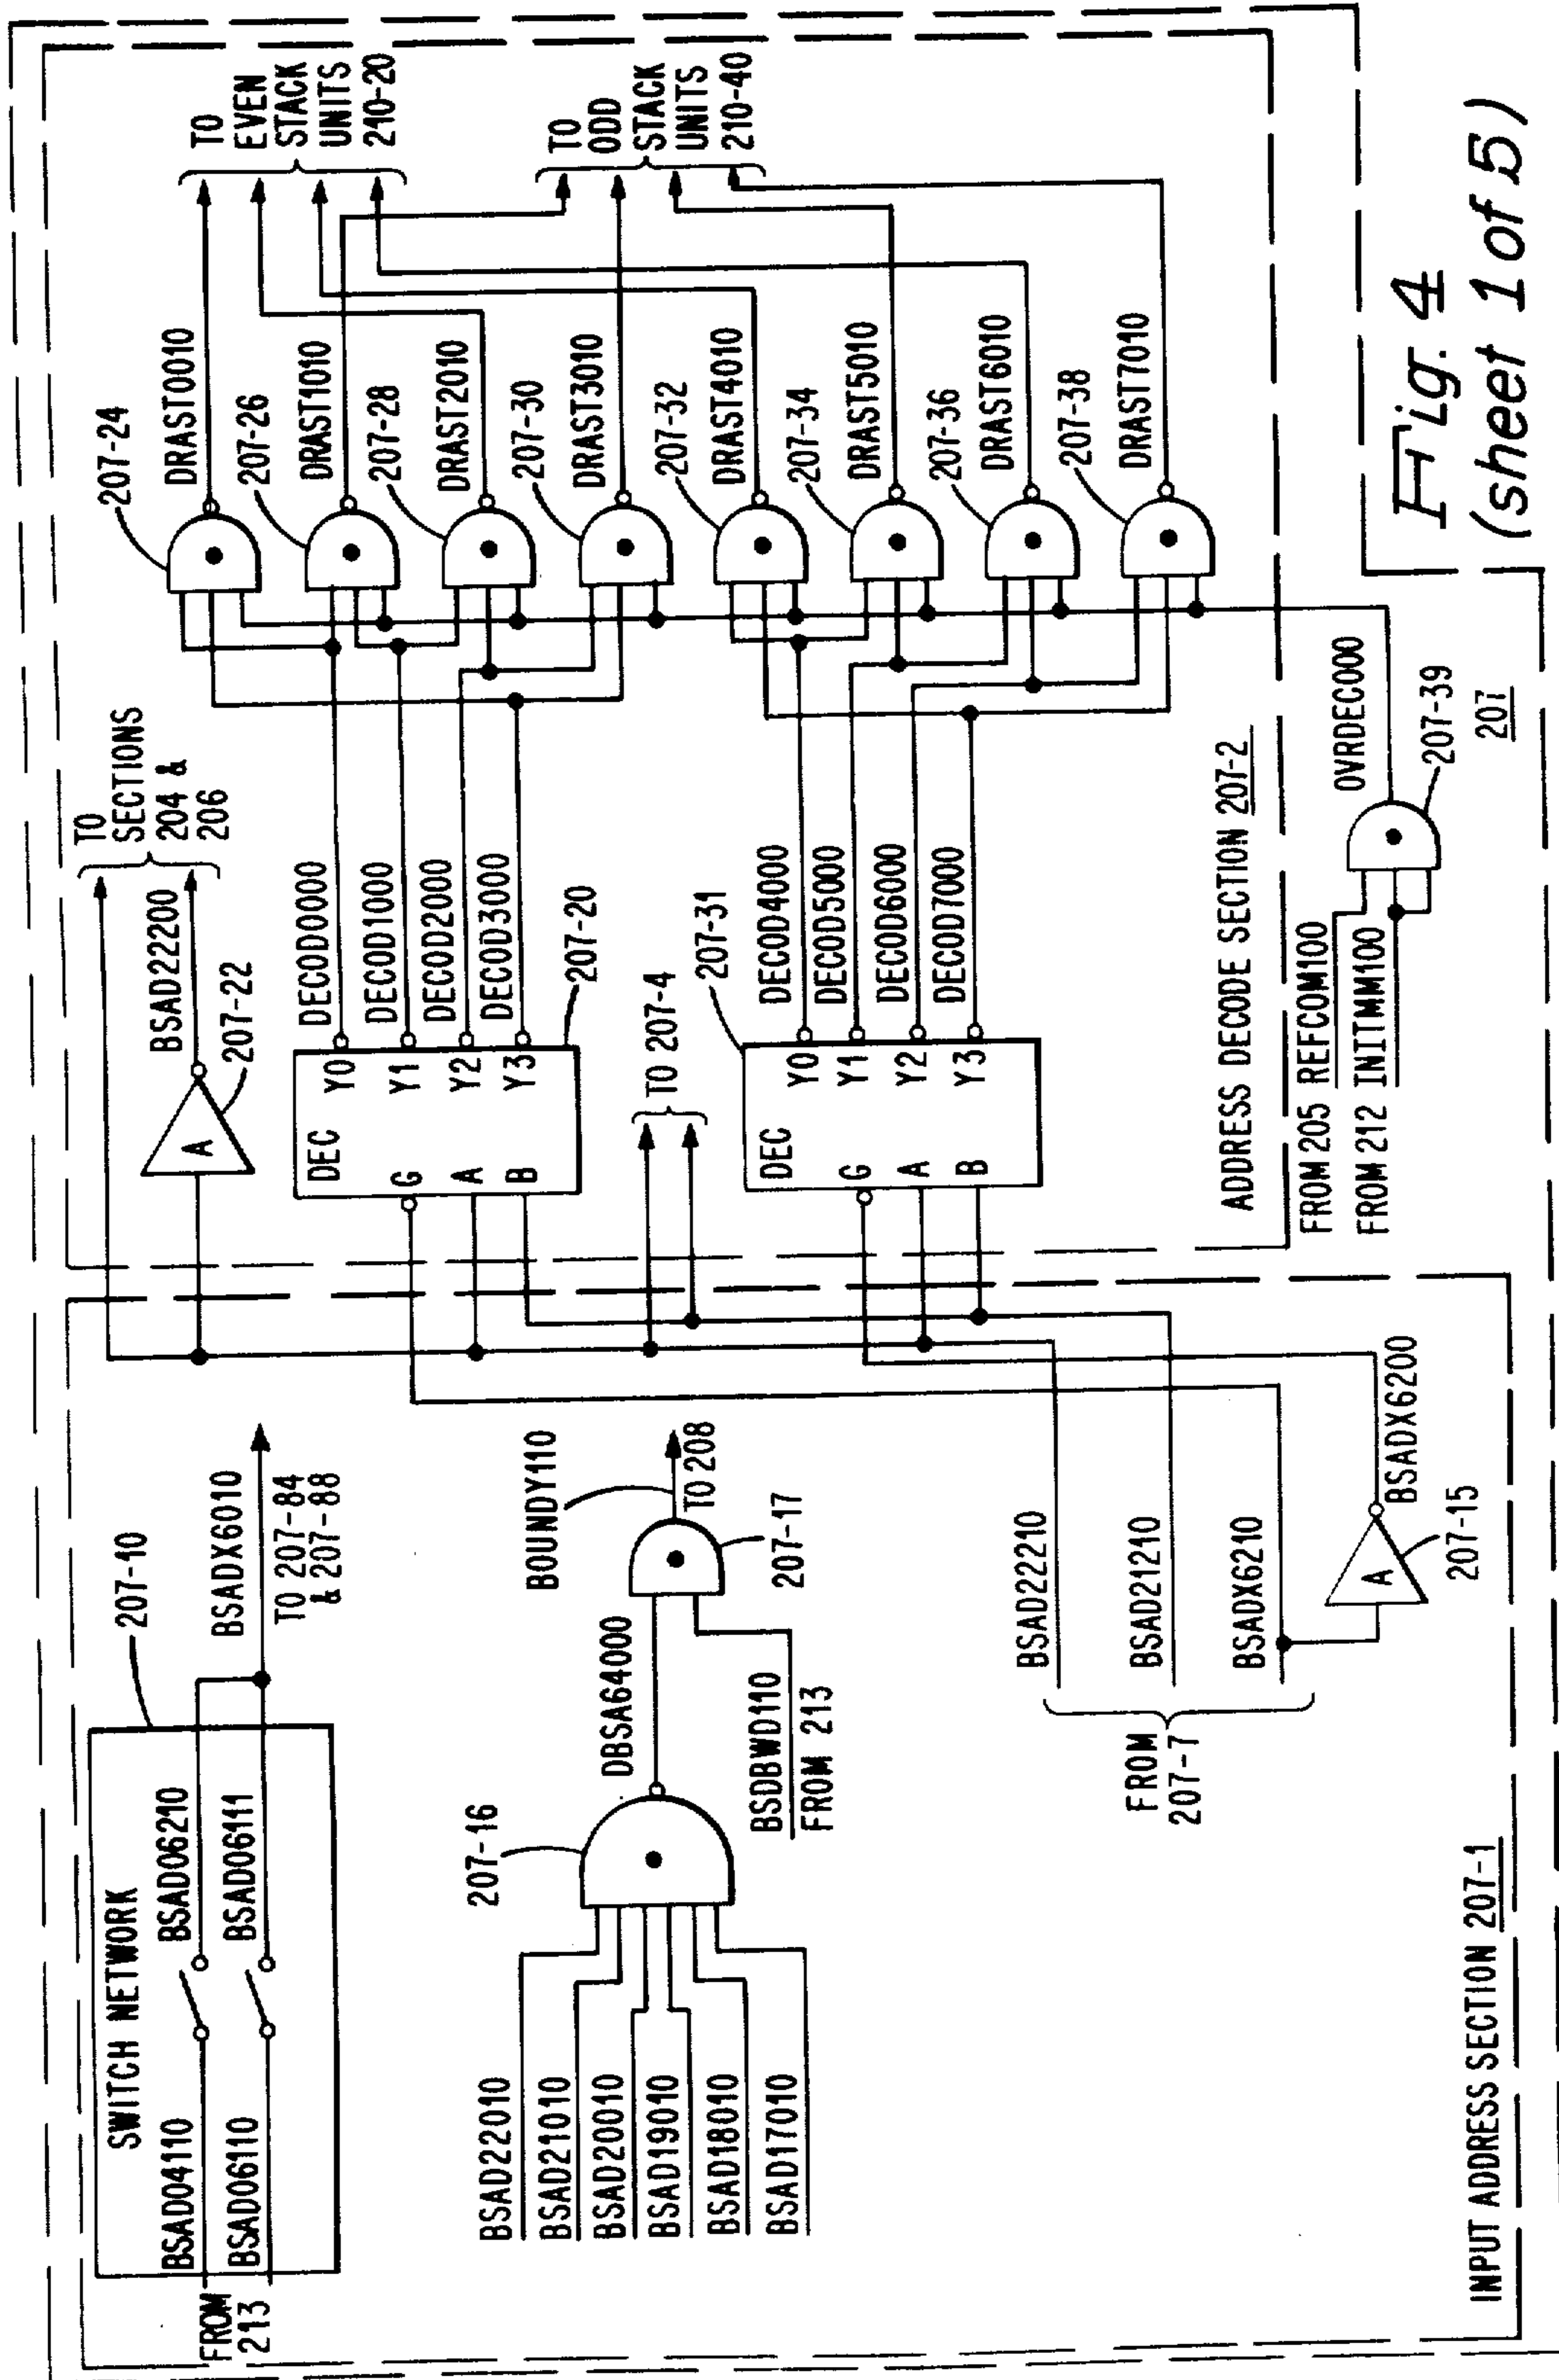 SWITCH NETWORK
207-10
BSAD04110
BSAD06210
BSAD06110
BSAD06111
FROM
213
BSADX6010
TO 207-84
& 207-88
BSAD22010
BSAD21010
BSAD20010
BSAD19010
BSAD18010
BSAD17010
207-16
DBSA64000
BSDBWD110
FROM 213
207-17
BOUNDY110
TO 208
FROM
207-7
BSAD22210
BSAD21210
BSADX6210
A
207-15
BSADX6200
INPUT ADDRESS SECTION 207-1
A
207-22
BSAD22200
TO
SECTIONS
204 &
206
DEC
G
A
B
Y0
Y1
Y2
Y3
207-20
DECOD0000
DECOD1000
DECOD2000
DECOD3000
TO 207-4
DEC
G
A
B
Y0
Y1
Y2
Y3
207-31
DECOD4000
DECOD5000
DECOD6000
DECOD7000
ADDRESS DECODE SECTION 207-2
FROM 205 REFCOM100
FROM 212 INITMM100
207-39
OVRDEC000
207
207-24
DRAST0010
207-26
DRAST1010
207-28
DRAST2010
207-30
DRAST3010
207-32
DRAST4010
207-34
DRAST5010
207-36
DRAST6010
207-38
DRAST7010
TO
EVEN
STACK
UNITS
210-20
TO
ODD
STACK
UNITS
210-40
Fig. 4
(sheet 1 of 5)